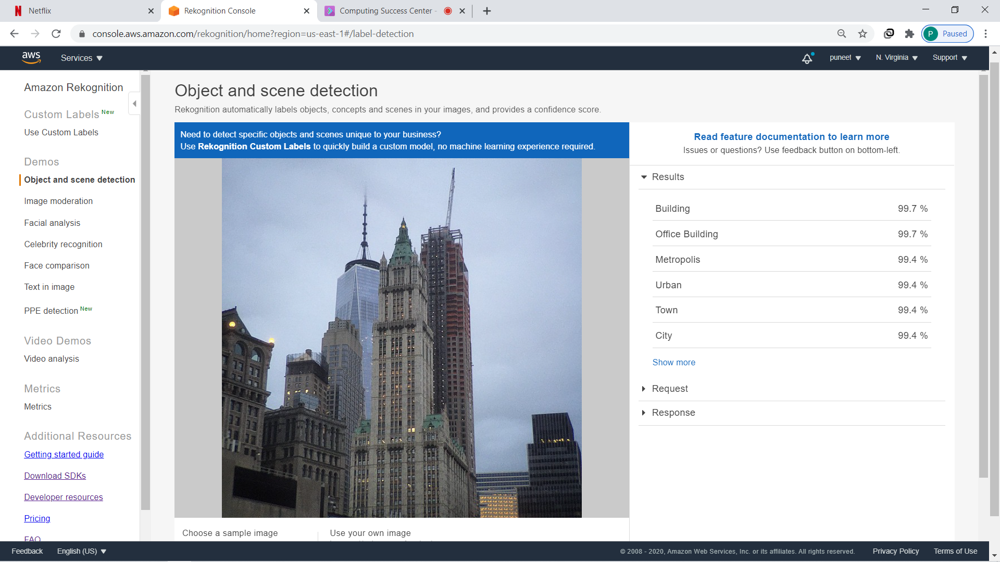 Netflix
Rekognition Console
Computing Success Center -
console.aws.amazon.com/rekognition/home?region=us-east-1#/label-detection
P Paused
aws
Services
puneet
N. Virginia
Support
Amazon Rekognition
Custom Labels New
Use Custom Labels
Demos
Object and scene detection
Image moderation
Facial analysis
Celebrity recognition
Face comparison
Text in image
PPE detection New
Video Demos
Video analysis
Metrics
Metrics
Additional Resources
Getting started guide
Download SDKs
Developer resources
Pricing
FAQ
Object and scene detection
Rekognition automatically labels objects, concepts and scenes in your images, and provides a confidence score.
Need to detect specific objects and scenes unique to your business?
Use Rekognition Custom Labels to quickly build a custom model, no machine learning experience required.
Choose a sample image
Use your own image
Read feature documentation to learn more
Issues or questions? Use feedback button on bottom-left.
Results
Building 99.7 %
Office Building 99.7 %
Metropolis 99.4 %
Urban 99.4 %
Town 99.4 %
City 99.4 %
Show more
Request
Response
Feedback
English (US)
© 2008 - 2020, Amazon Web Services, Inc. or its affiliates. All rights reserved.
Privacy Policy
Terms of Use